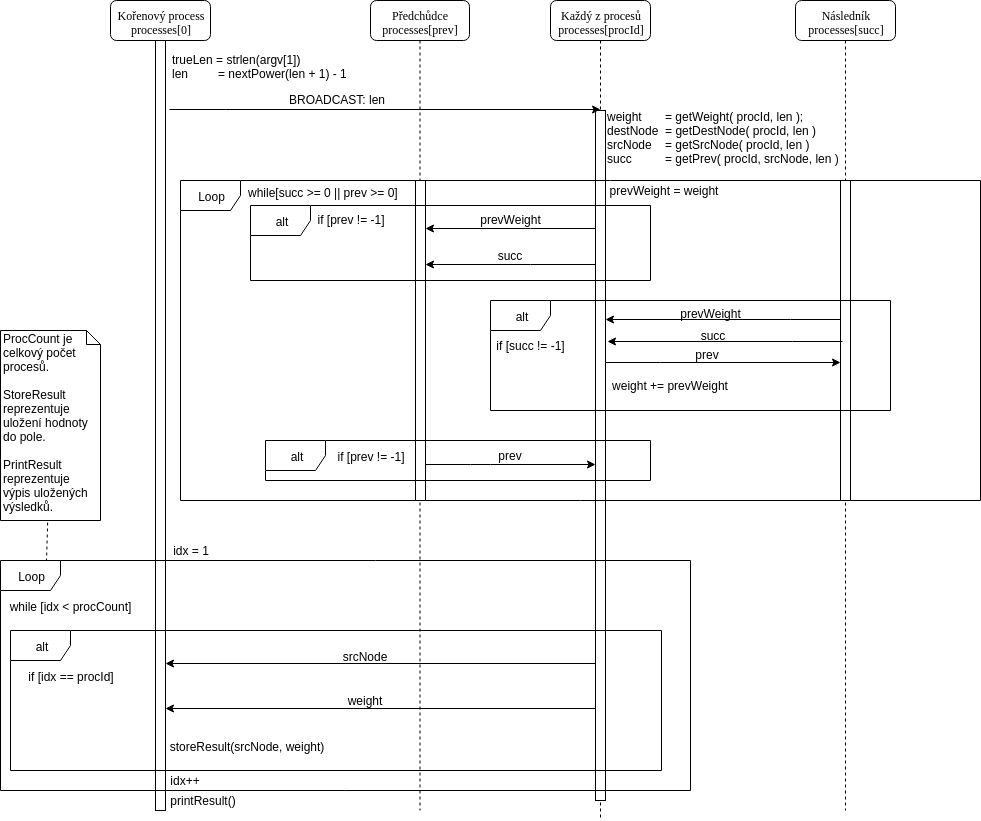 Kořenový process
processes[0]
Předchůdce
processes[prev]
Každý z procesů
processes[procId]
Následník
processes[succ]
trueLen = strlen(argv[1])
len = nextPower(len + 1) - 1
BROADCAST: len
weight = getWeight( procId, len );
destNode = getDestNode( procId, len )
srcNode = getSrcNode( procId, len )
succ = getPrev( procId, srcNode, len )
Loop
while[succ >= 0 || prev >= 0]
prevWeight = weight
alt
if [prev != -1]
prevWeight
succ
alt
if [succ != -1]
prevWeight
succ
prev
weight += prevWeight
ProcCount je
celkový počet
procesů.
StoreResult
reprezentuje
uložení hodnoty
do pole.
PrintResult
reprezentuje
výpis uložených
výsledků.
alt
if [prev != -1]
prev
idx = 1
Loop
while [idx < procCount]
alt
if [idx == procId]
srcNode
weight
storeResult(srcNode, weight)
idx++
printResult()